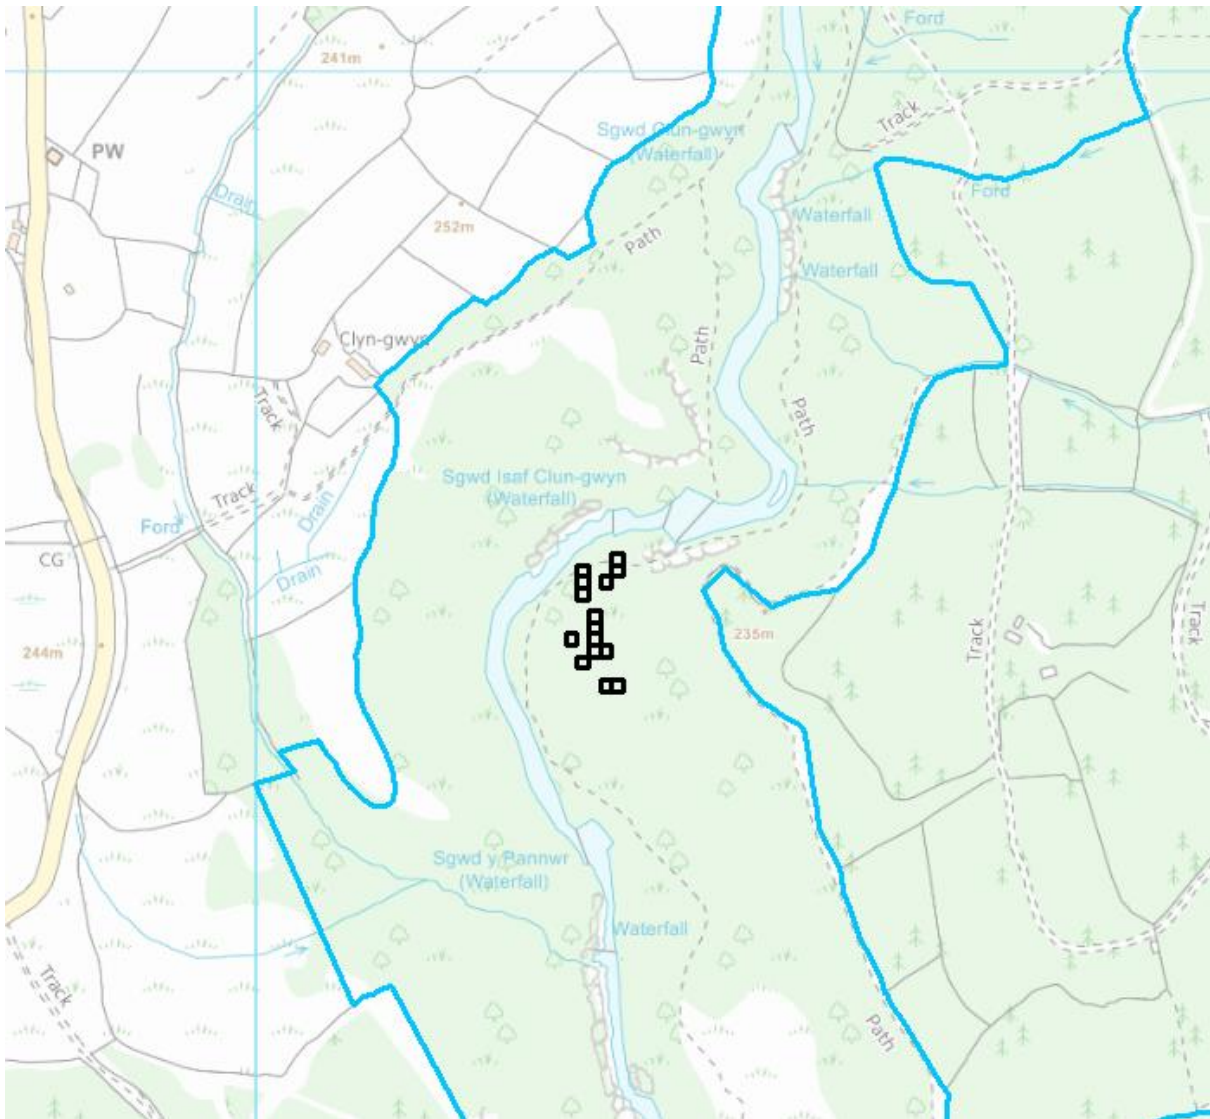 Ford
241m
Track
Sgwd Clun-gwyn
(Waterfall)
PW
Drain
Ford
252m
Path
Waterfall
Waterfall
Clyn-gwyn
Path
Track
Path
Sgwd Isaf Clun-gwyn
(Waterfall)
Track
Drain
Ford
CG
Drain
235m
Track
Track
244m
Sgwd y Pannwr
(Waterfall)
Waterfall
Track
Path